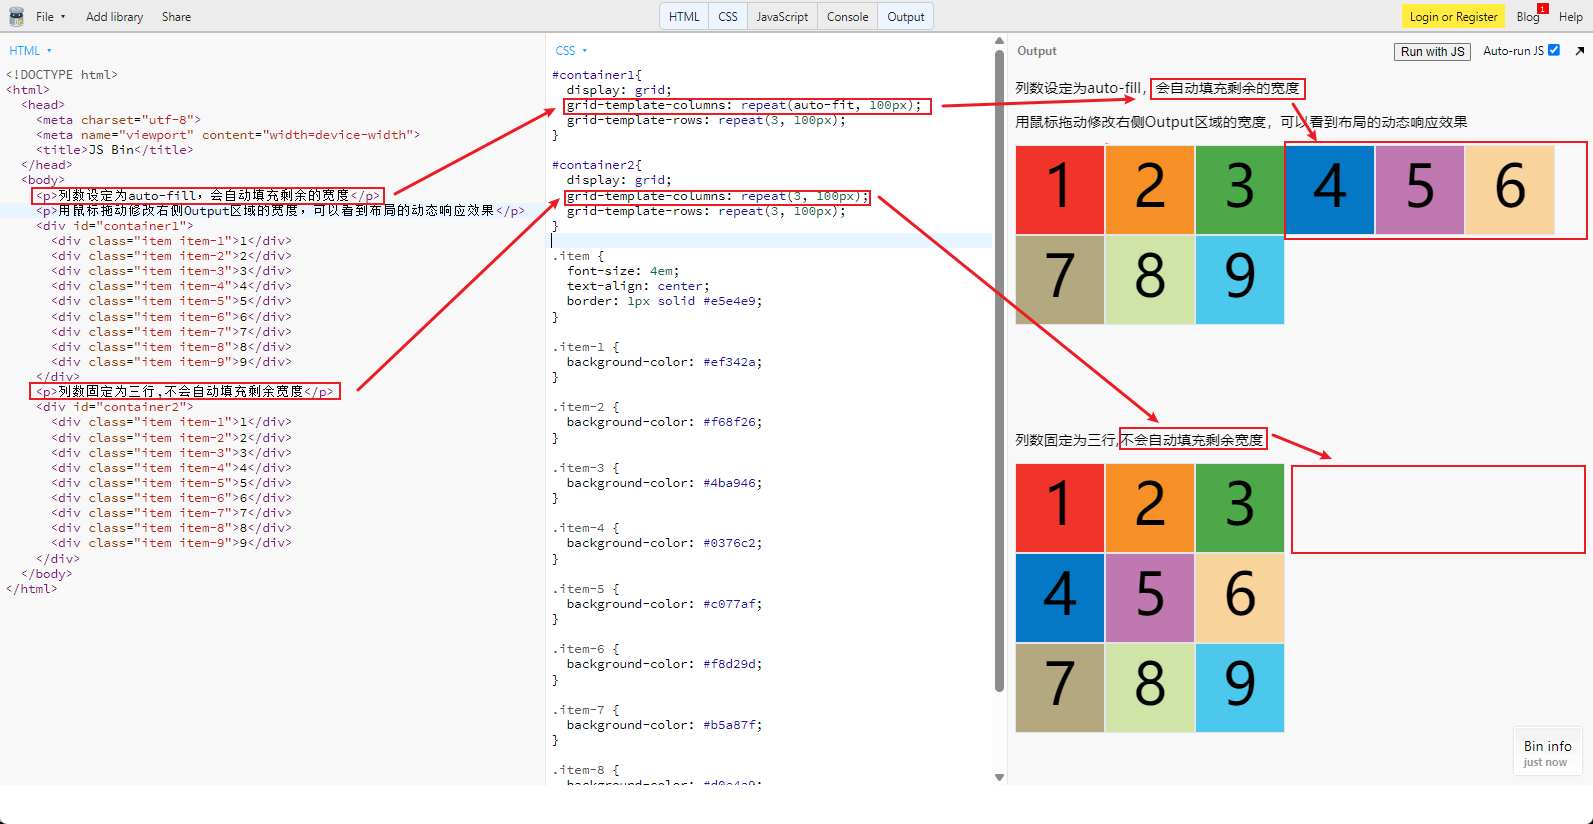 File Add library Share HTML CSS JavaScript Console Output Login or Register Blog 1 Help
HTML
<!DOCTYPE html>
<html>
<head>
<meta charset="utf-8">
<meta name="viewport" content="width=device-width">
<title>JS Bin</title>
</head>
<body>
<p>列数设定为auto-fill，会自动填充剩余的宽度</p>
<p>用鼠标拖动修改右侧Output区域的宽度，可以看到布局的动态响应效果</p>
<div id="container1">
<div class="item item-1">1</div>
<div class="item item-2">2</div>
<div class="item item-3">3</div>
<div class="item item-4">4</div>
<div class="item item-5">5</div>
<div class="item item-6">6</div>
<div class="item item-7">7</div>
<div class="item item-8">8</div>
<div class="item item-9">9</div>
</div>
<p>列数固定为三行,不会自动填充剩余宽度</p>
<div id="container2">
<div class="item item-1">1</div>
<div class="item item-2">2</div>
<div class="item item-3">3</div>
<div class="item item-4">4</div>
<div class="item item-5">5</div>
<div class="item item-6">6</div>
<div class="item item-7">7</div>
<div class="item item-8">8</div>
<div class="item item-9">9</div>
</div>
</body>
</html>
CSS
#container1{
display: grid;
grid-template-columns: repeat(auto-fit, 100px);
grid-template-rows: repeat(3, 100px);
}
#container2{
display: grid;
grid-template-columns: repeat(3, 100px);
grid-template-rows: repeat(3, 100px);
}
.item {
font-size: 4em;
text-align: center;
border: 1px solid #e5e4e9;
}
.item-1 {
background-color: #ef342a;
}
.item-2 {
background-color: #f68f26;
}
.item-3 {
background-color: #4ba946;
}
.item-4 {
background-color: #0376c2;
}
.item-5 {
background-color: #c077af;
}
.item-6 {
background-color: #f8d29d;
}
.item-7 {
background-color: #b5a87f;
}
.item-8 {
Output Run with JS Auto-run JS
列数设定为auto-fill，会自动填充剩余的宽度
用鼠标拖动修改右侧Output区域的宽度，可以看到布局的动态响应效果
1 2 3 4 5 6
7 8 9
列数固定为三行,不会自动填充剩余宽度
1 2 3
4 5 6
7 8 9
Bin info
just now